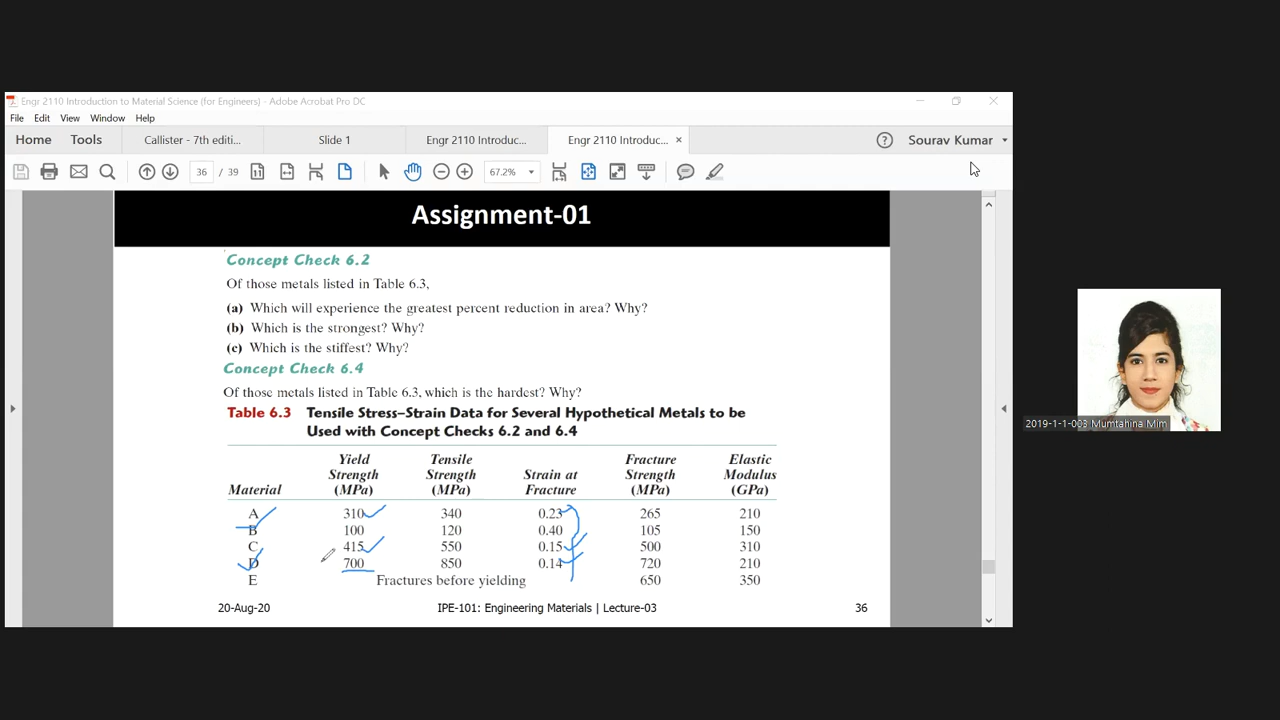 Engr 2110 Introduction to Material Science (for Engineers) - Adobe Acrobat Pro DC
File Edit View Window Help
Home Tools Callister - 7th editi... Slide 1 Engr 2110 Introduc... Engr 2110 Introduc... × Sourav Kumar
36 / 39 67.2%
Assignment-01
Concept Check 6.2
Of those metals listed in Table 6.3,
(a) Which will experience the greatest percent reduction in area? Why?
(b) Which is the strongest? Why?
(c) Which is the stiffest? Why?
Concept Check 6.4
Of those metals listed in Table 6.3, which is the hardest? Why?
Table 6.3 Tensile Stress–Strain Data for Several Hypothetical Metals to be
Used with Concept Checks 6.2 and 6.4
Yield Tensile Fracture Elastic
Strength Strength Strain at Strength Modulus
Material (MPa) (MPa) Fracture (MPa) (GPa)
A 310 340 0.23 265 210
B 100 120 0.40 105 150
C 415 550 0.15 500 310
D 700 850 0.14 720 210
E Fractures before yielding 650 350
20-Aug-20 IPE-101: Engineering Materials | Lecture-03 36
2019-1-1-003 Mumtahina Mim